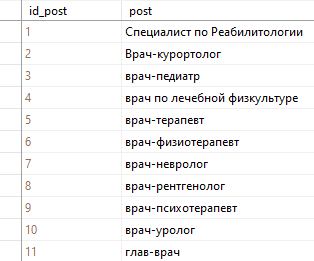 id_post post
1 Специалист по Реабилитологии
2 Врач-курортолог
3 врач-педиатр
4 врач по лечебной физкультуре
5 врач-терапевт
6 врач-физиотерапевт
7 врач-невролог
8 врач-рентгенолог
9 врач-психотерапевт
10 врач-уролог
11 глав-врач